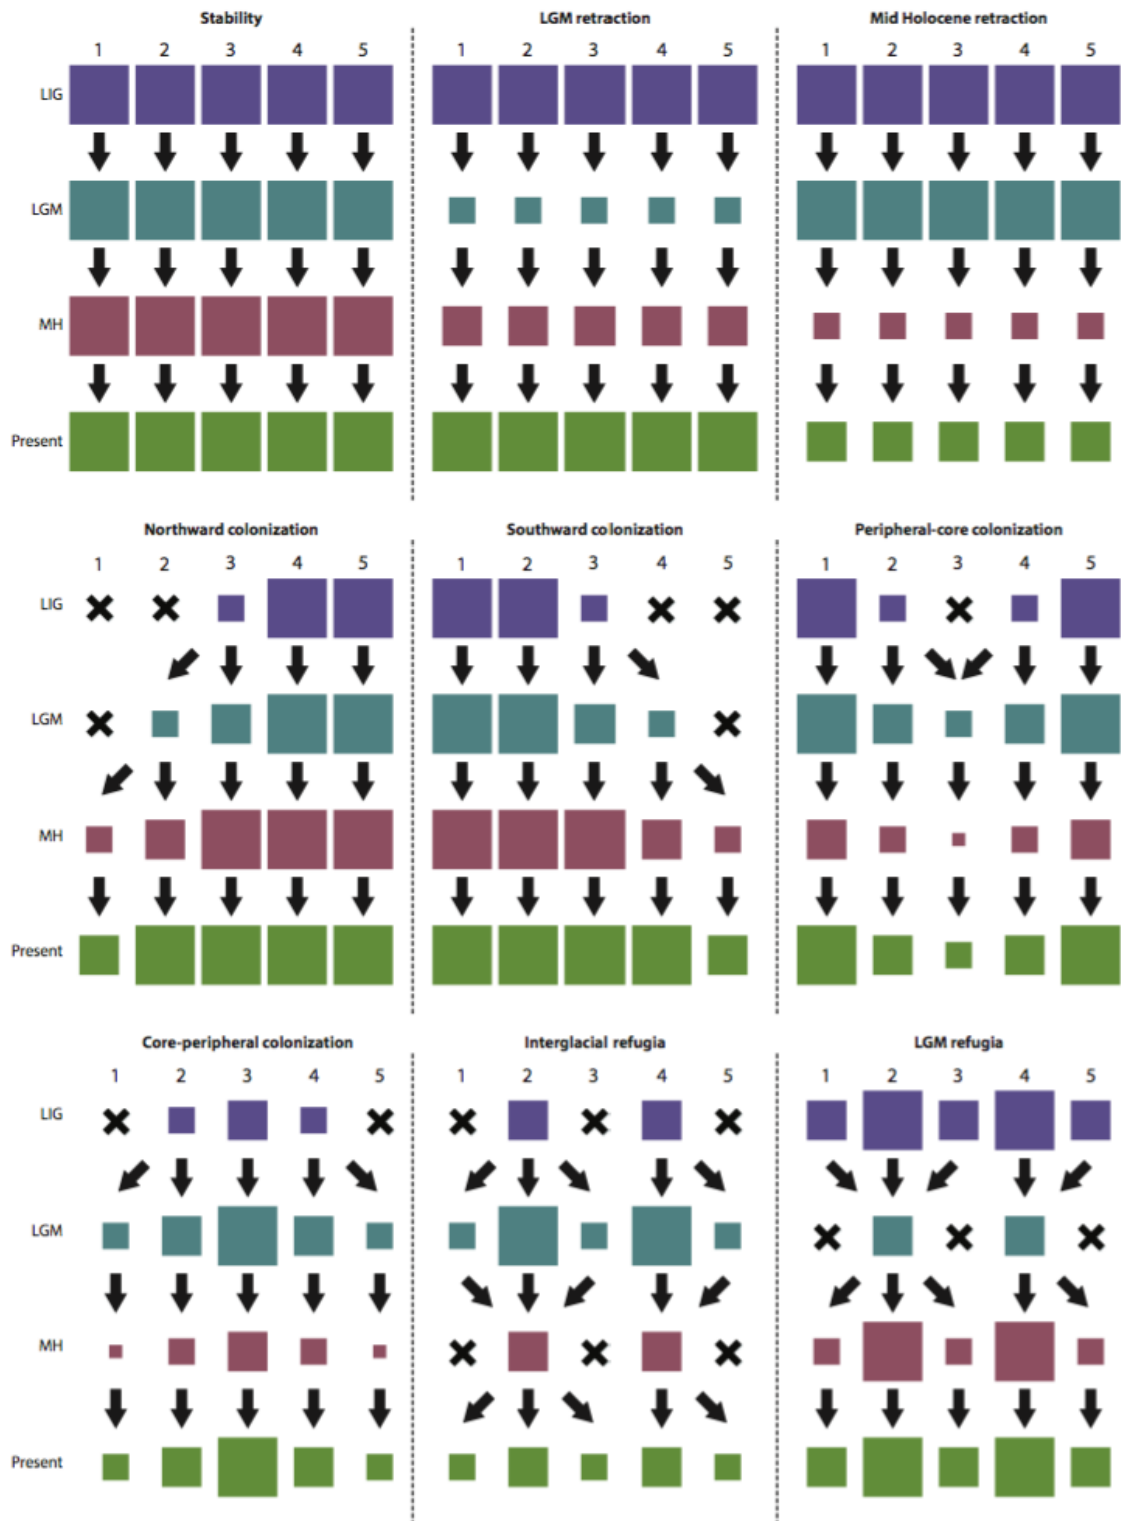 Stability LGM retraction Mid Holocene retraction
1 2 3 4 5 1 2 3 4 5 1 2 3 4 5
LIG
LGM
MH
Present
Northward colonization Southward colonization Peripheral-core colonization
1 2 3 4 5 1 2 3 4 5 1 2 3 4 5
LIG
LGM
MH
Present
Core-peripheral colonization Interglacial refugia LGM refugia
1 2 3 4 5 1 2 3 4 5 1 2 3 4 5
LIG
LGM
MH
Present